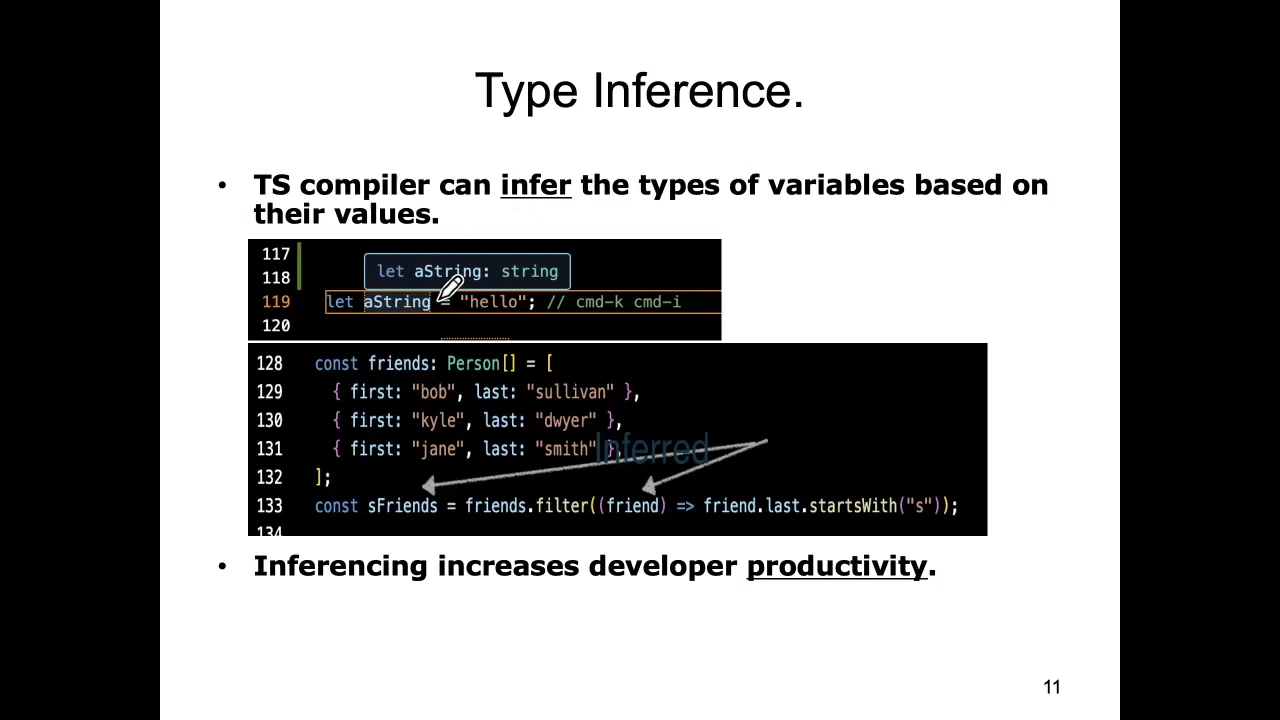 Type Inference.
• TS compiler can infer the types of variables based on
their values.
117
let aString: string
118
119 let aString = "hello"; // cmd-k cmd-i
120
128 const friends: Person[] = [
129 { first: "bob", last: "sullivan" },
130 { first: "kyle", last: "dwyer" },
131 { first: "jane", last: "smith" },
Inferred
132 ];
133 const sFriends = friends.filter((friend) => friend.last.startsWith("s"));
134
• Inferencing increases developer productivity.
11